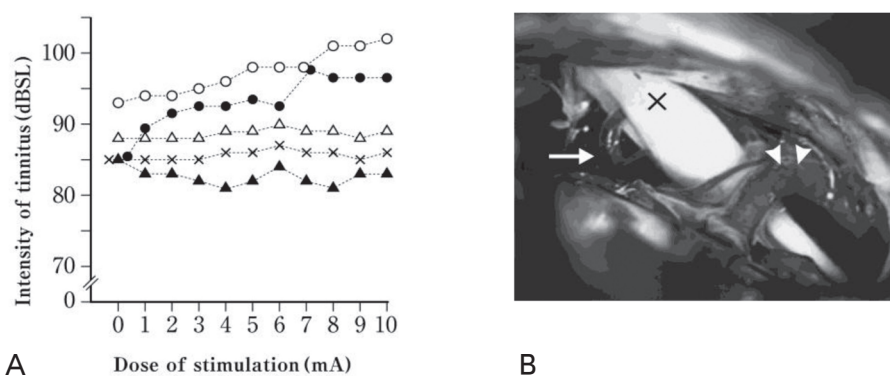 Intensity of tinnitus (dBSL)
100
90
80
70
0
0 1 2 3 4 5 6 7 8 9 10
Dose of stimulation (mA)
A
B